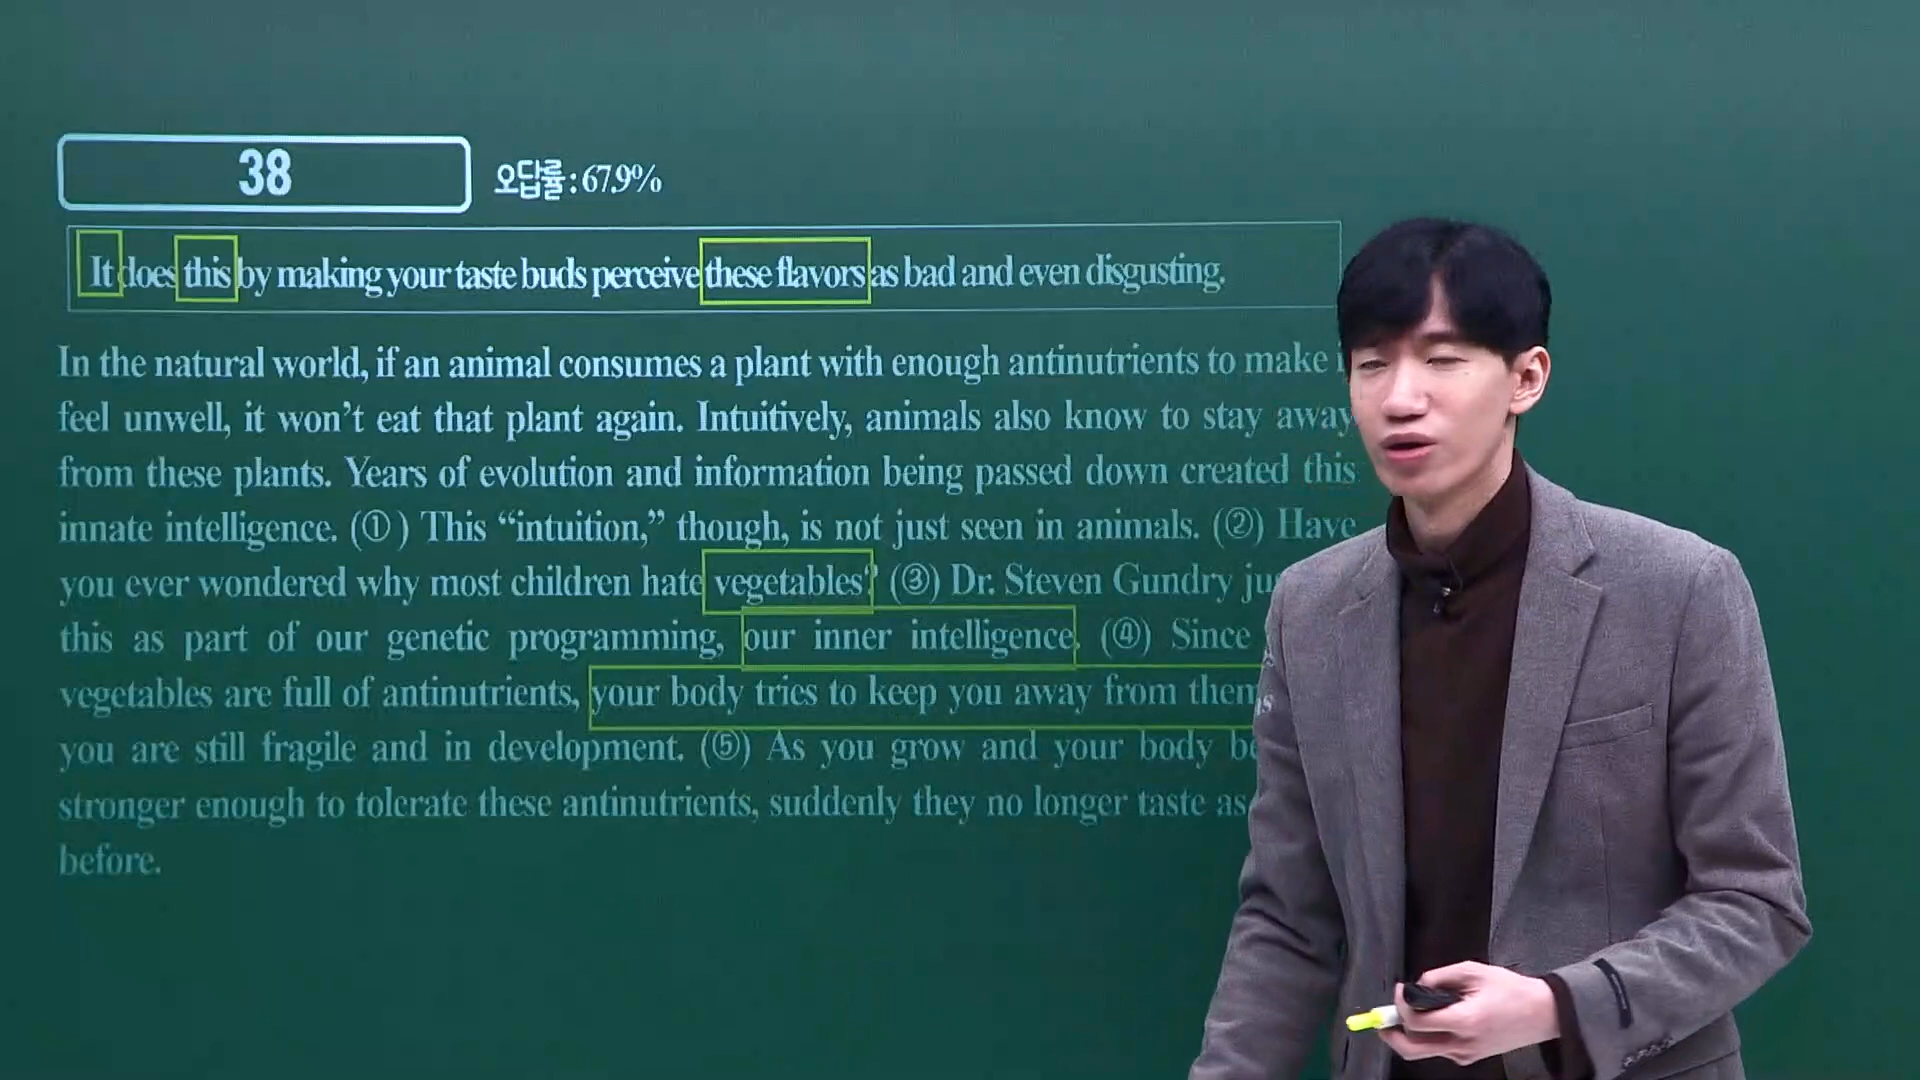 38
오답률 : 67.9%
It does this by making your taste buds perceive these flavors as bad and even disgusting.
In the natural world, if an animal consumes a plant with enough antinutrients to make
feel unwell, it won't eat that plant again. Intuitively, animals also know to stay away
from these plants. Years of evolution and information being passed down created this
innate intelligence. (①) This “intuition,” though, is not just seen in animals. (②) Have
you ever wondered why most children hate vegetables? (③) Dr. Steven Gundry
this as part of our genetic programming, our inner intelligence. (④) Since
vegetables are full of antinutrients, your body tries to keep you away from them
you are still fragile and in development. (⑤) As you grow and your body
stronger enough to tolerate these antinutrients, suddenly they no longer taste as
before.